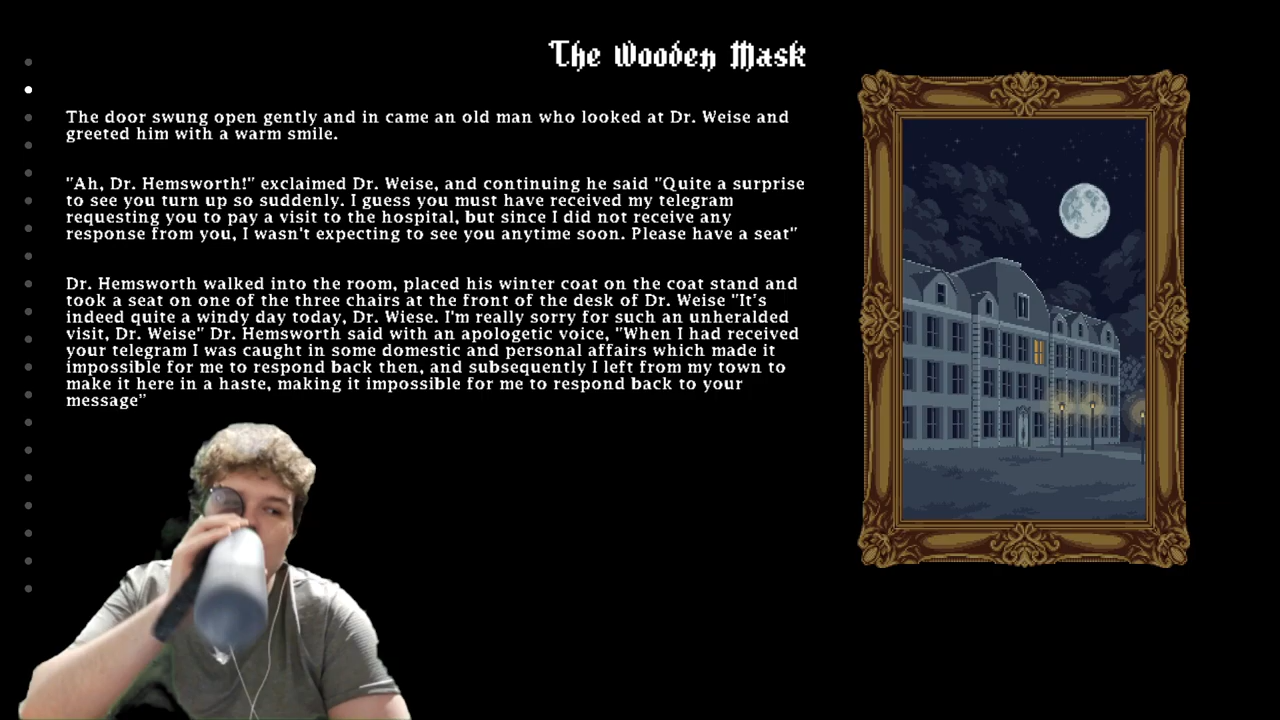 The Wooden Mask
The door swung open gently and in came an old man who looked at Dr. Weise and
greeted him with a warm smile.
"Ah, Dr. Hemsworth!" exclaimed Dr. Weise, and continuing he said "Quite a surprise
to see you turn up so suddenly. I guess you must have received my telegram
requesting you to pay a visit to the hospital, but since I did not receive any
response from you, I wasn't expecting to see you anytime soon. Please have a seat"
Dr. Hemsworth walked into the room, placed his winter coat on the coat stand and
took a seat on one of the three chairs at the front of the desk of Dr. Weise "It's
indeed quite a windy day today, Dr. Wiese. I'm really sorry for such an unheralded
visit, Dr. Weise" Dr. Hemsworth said with an apologetic voice, "When I had received
your telegram I was caught in some domestic and personal affairs which made it
impossible for me to respond back then, and subsequently I left from my town to
make it here in a haste, making it impossible for me to respond back to your
message"